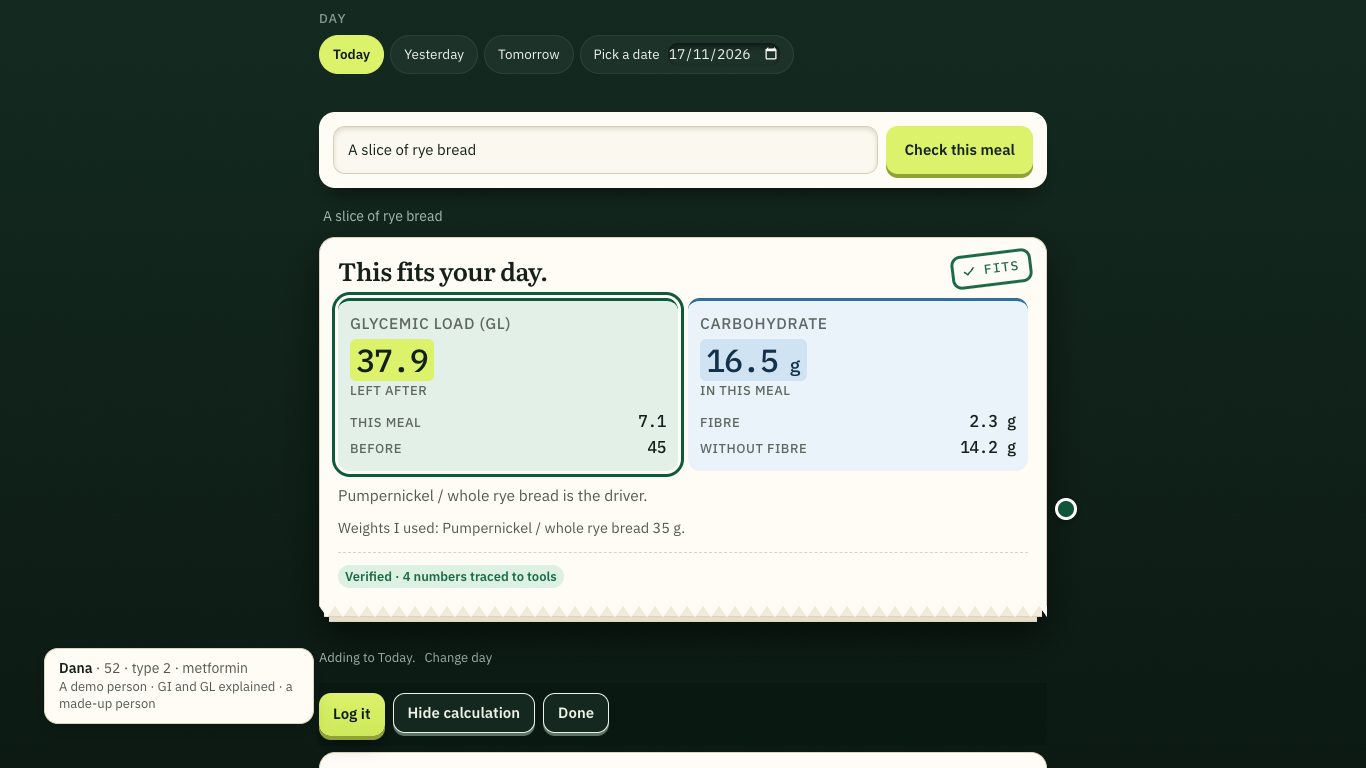 DAY
Today Yesterday Tomorrow Pick a date 17/11/2026
A slice of rye bread Check this meal
A slice of rye bread
This fits your day. FITS
GLYCEMIC LOAD (GL)
37.9
LEFT AFTER
THIS MEAL 7.1
BEFORE 45
CARBOHYDRATE
16.5 g
IN THIS MEAL
FIBRE 2.3 g
WITHOUT FIBRE 14.2 g
Pumpernickel / whole rye bread is the driver.
Weights I used: Pumpernickel / whole rye bread 35 g.
Verified · 4 numbers traced to tools
Adding to Today. Change day
Dana · 52 · type 2 · metformin
A demo person · GI and GL explained · a
made-up person
Log it Hide calculation Done